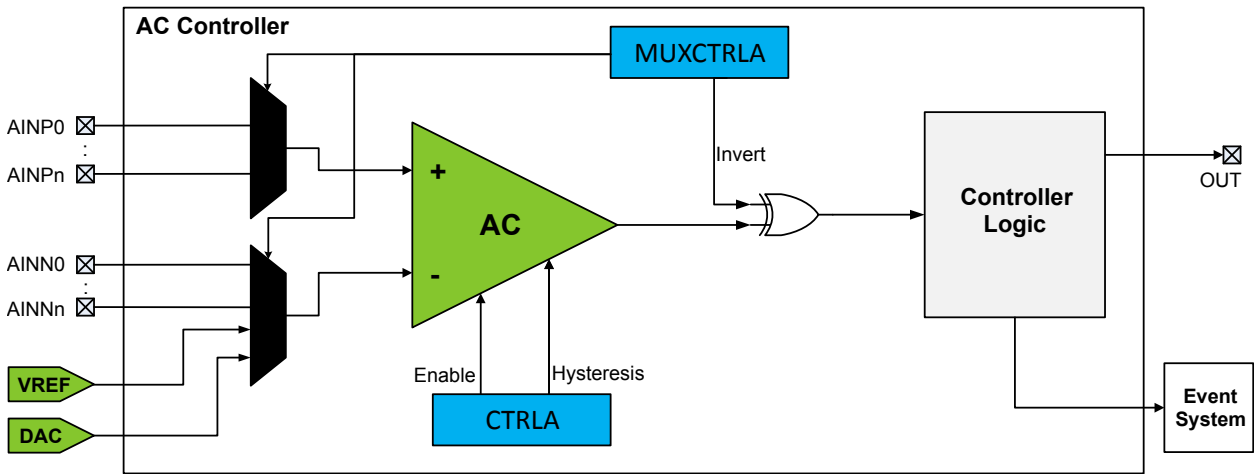 AC Controller
MUXCTRLA
AINP0
:
AINPn
Invert
+
AC
-
Controller
Logic
OUT
AINN0
:
AINNn
VREF
DAC
Enable
Hysteresis
CTRLA
Event
System